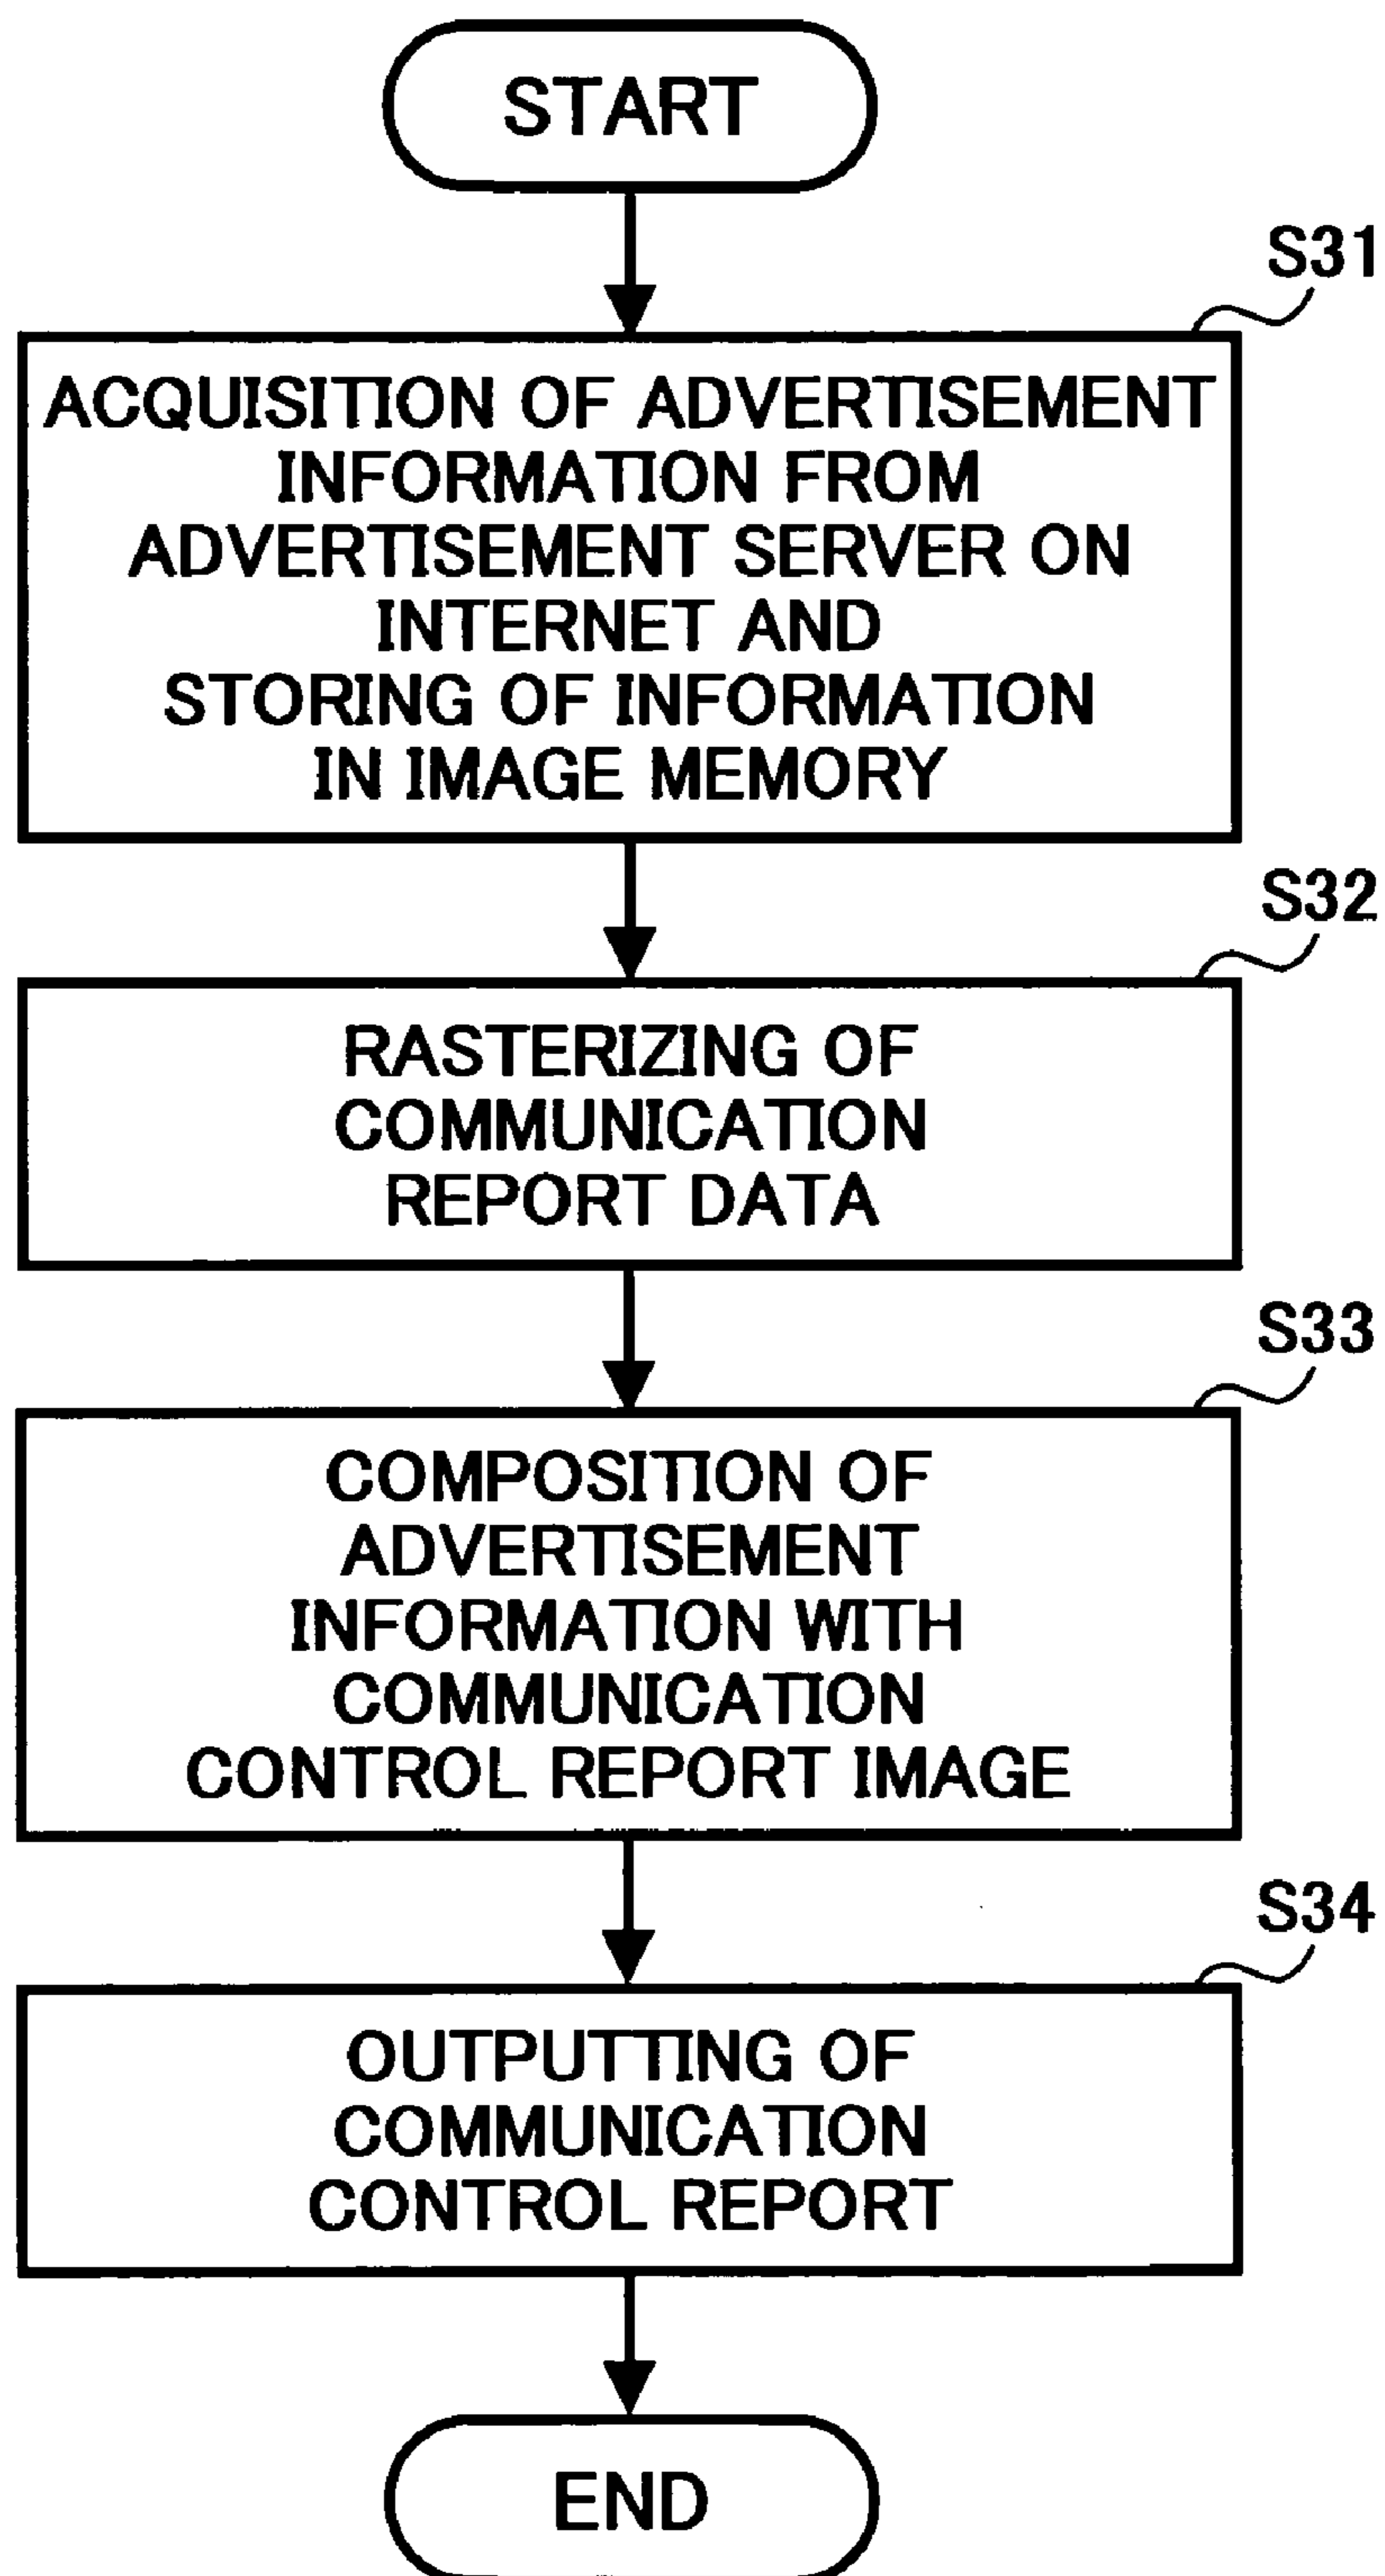 START
S31
ACQUISITION OF ADVERTISEMENT
INFORMATION FROM
ADVERTISEMENT SERVER ON
INTERNET AND
STORING OF INFORMATION
IN IMAGE MEMORY
S32
RASTERIZING OF
COMMUNICATION
REPORT DATA
S33
COMPOSITION OF
ADVERTISEMENT
INFORMATION WITH
COMMUNICATION
CONTROL REPORT IMAGE
S34
OUTPUTTING OF
COMMUNICATION
CONTROL REPORT
END